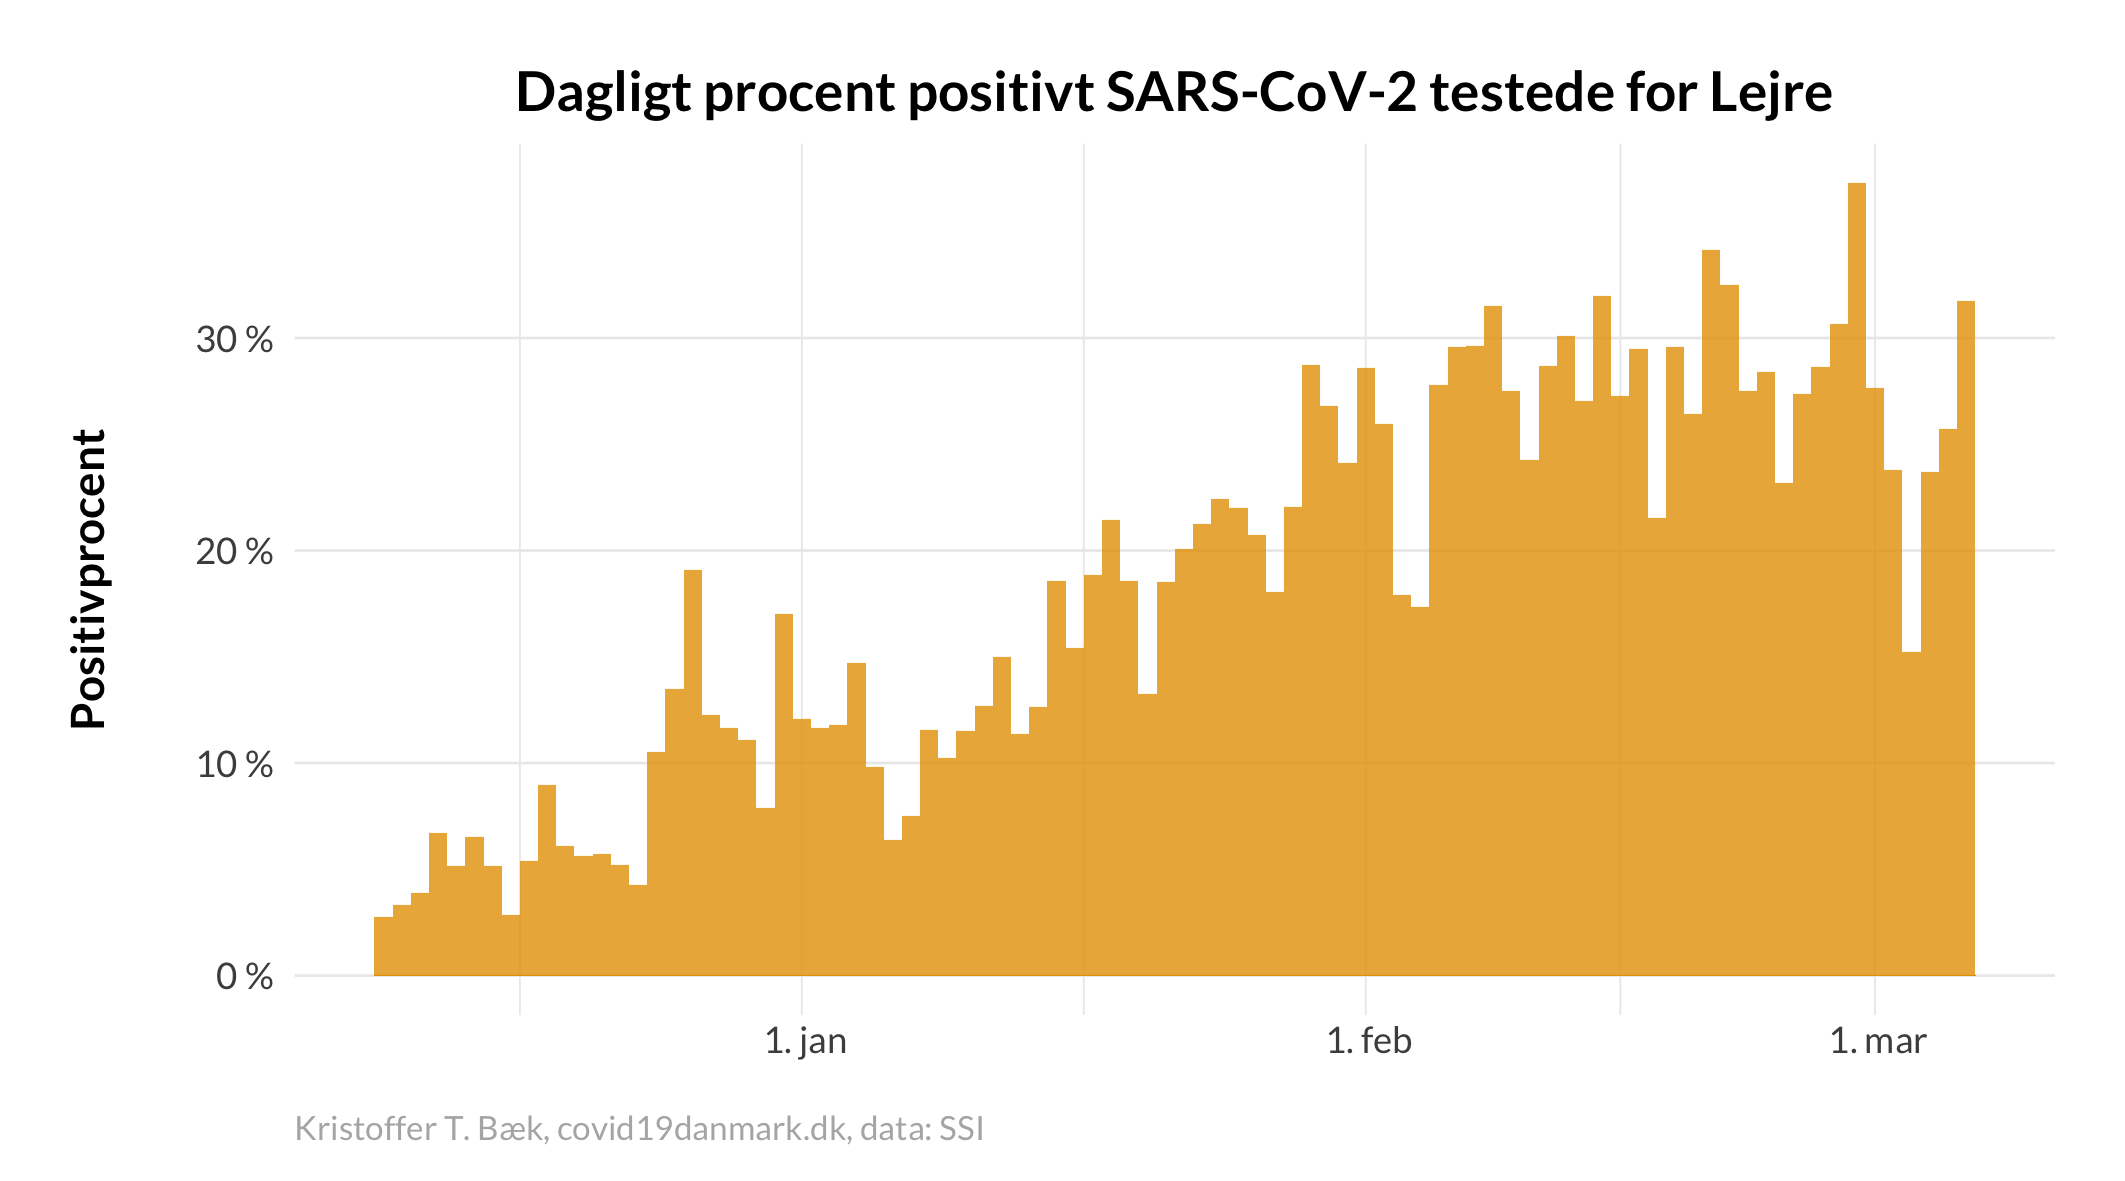 Dagligt procent positivt SARS-CoV-2 testede for Lejre
Positivprocent
30 %
20 %
10 %
0 %
1. jan
1. feb
1. mar
Kristoffer T. Bæk, covid19danmark.dk, data: SSI